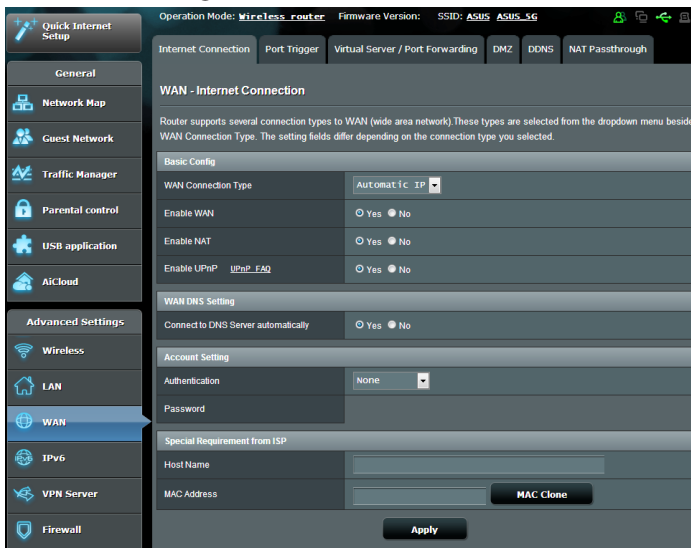 Quick Internet
Setup
General
Network Map
Guest Network
Traffic Manager
Parental control
USB application
AiCloud
Advanced Settings
Wireless
LAN
WAN
IPv6
VPN Server
Firewall
Operation Mode: Wireless router Firmware Version: SSID: ASUS ASUS_5G
Internet Connection Port Trigger Virtual Server / Port Forwarding DMZ DDNS NAT Passthrough
WAN - Internet Connection
Router supports several connection types to WAN (wide area network).These types are selected from the dropdown menu beside
WAN Connection Type. The setting fields differ depending on the connection type you selected.
Basic Config
WAN Connection Type Automatic IP
Enable WAN Yes No
Enable NAT Yes No
Enable UPnP UPnP FAQ Yes No
WAN DNS Setting
Connect to DNS Server automatically Yes No
Account Setting
Authentication None
Password
Special Requirement from ISP
Host Name
MAC Address MAC Clone
Apply